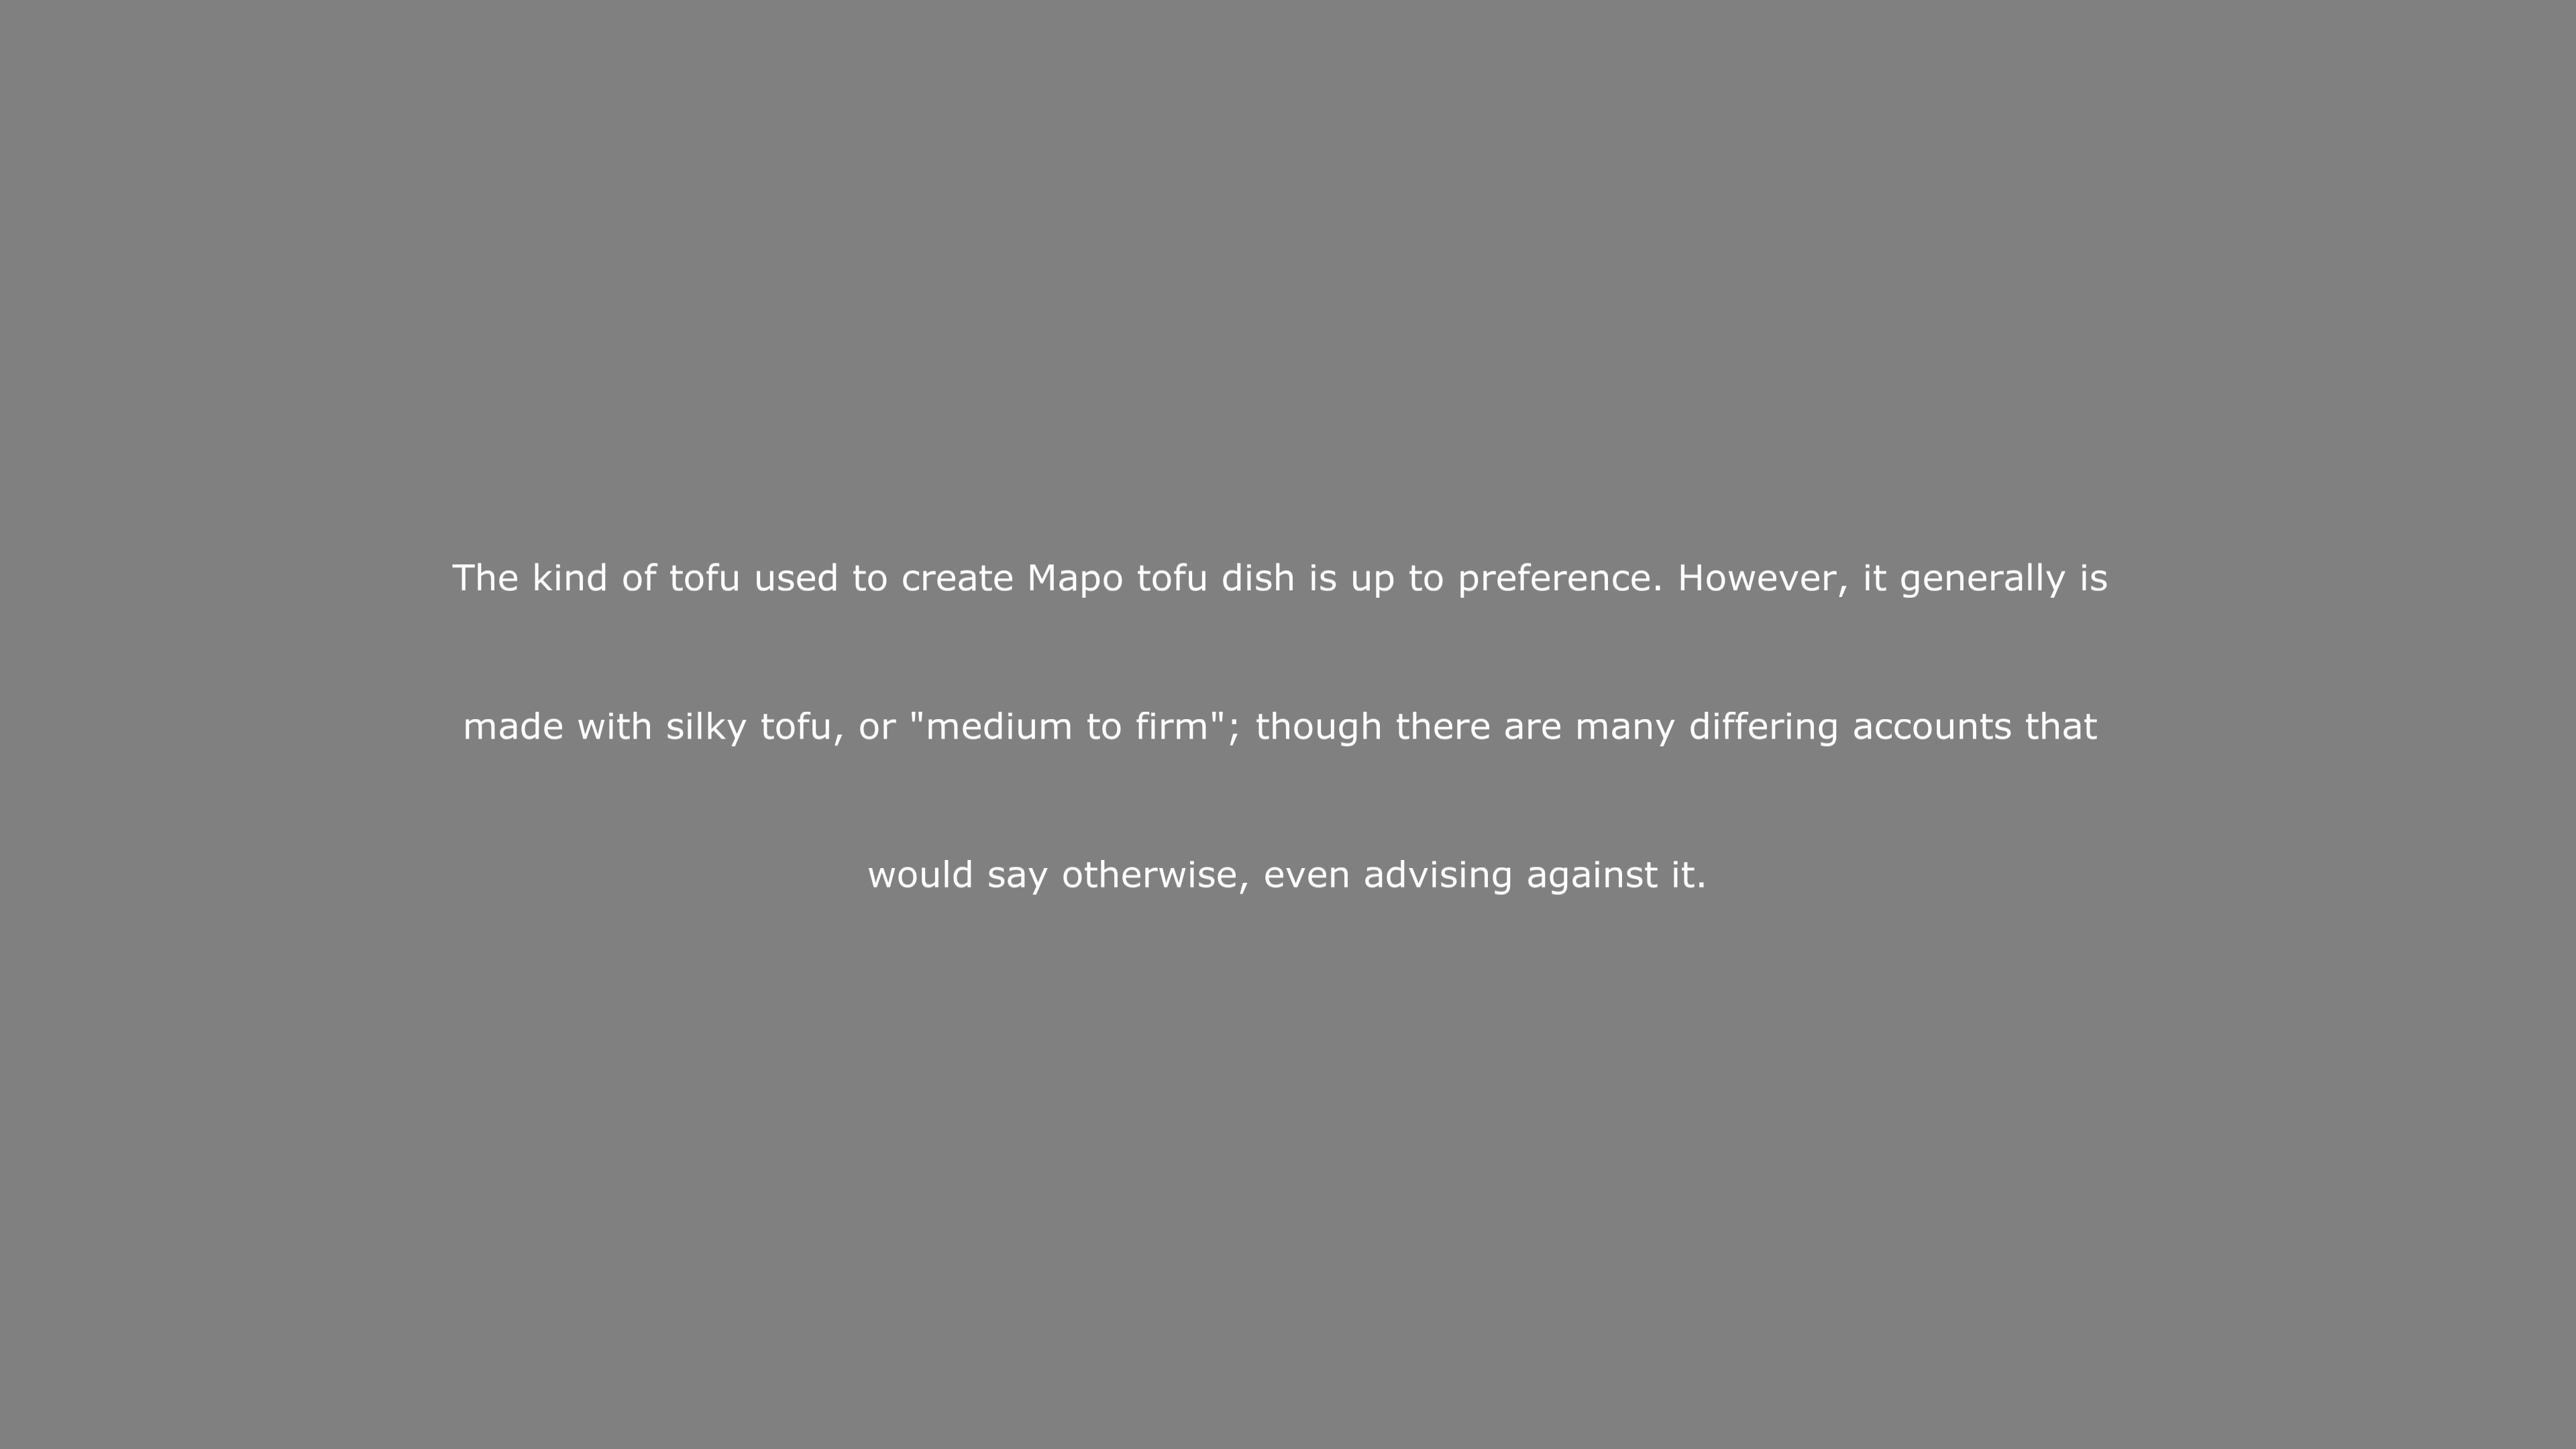 The kind of tofu used to create Mapo tofu dish is up to preference. However, it generally is
made with silky tofu, or "medium to firm"; though there are many differing accounts that
would say otherwise, even advising against it.